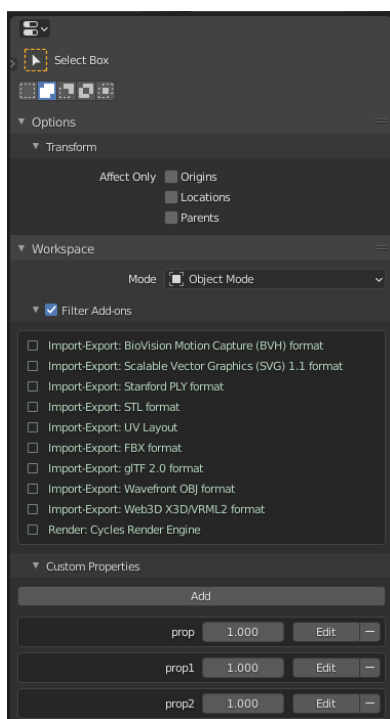 Select Box
Options
Transform
Affect Only Origins
Locations
Parents
Workspace
Mode Object Mode
Filter Add-ons
Import-Export: BioVision Motion Capture (BVH) format
Import-Export: Scalable Vector Graphics (SVG) 1.1 format
Import-Export: Stanford PLY format
Import-Export: STL format
Import-Export: UV Layout
Import-Export: FBX format
Import-Export: glTF 2.0 format
Import-Export: Wavefront OBJ format
Import-Export: Web3D X3D/VRML2 format
Render: Cycles Render Engine
Custom Properties
Add
prop 1.000 Edit
prop1 1.000 Edit
prop2 1.000 Edit